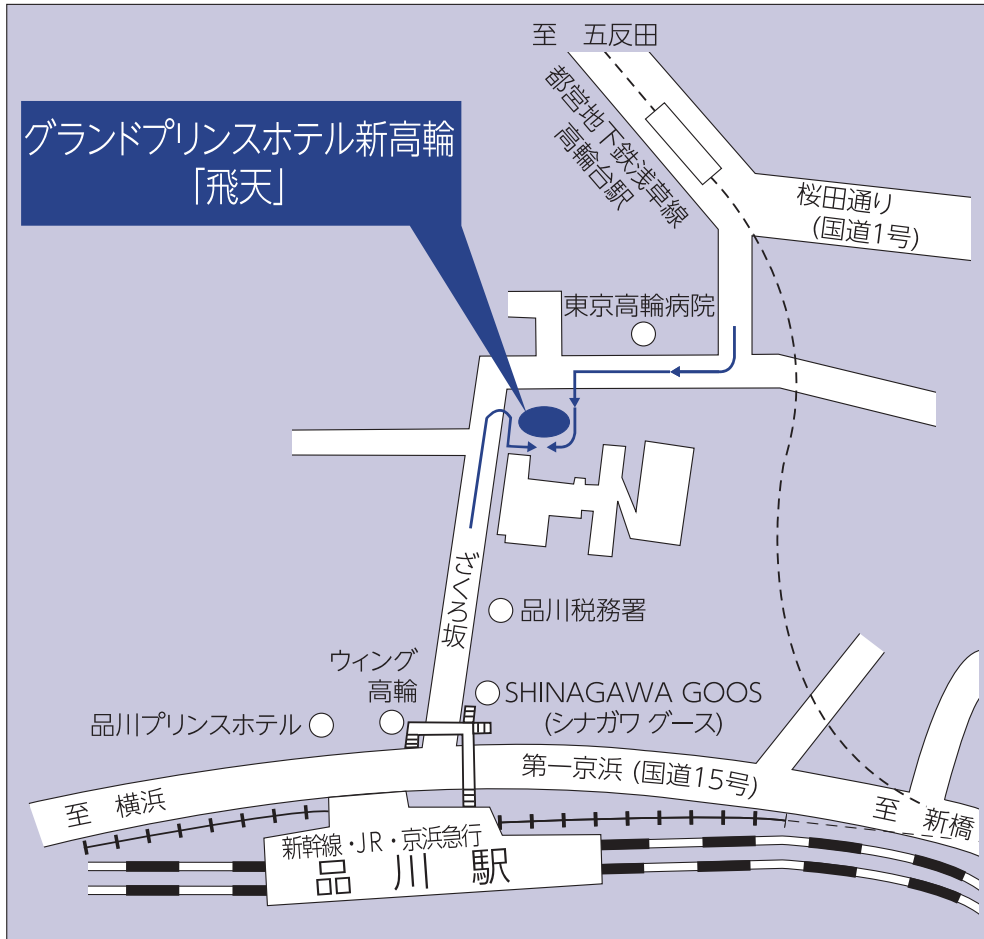 至 五反田
グランドプリンスホテル新高輪
「飛天」
都営地下鉄浅草線
高輪台駅
桜田通り
(国道1号)
東京高輪病院
ざくろ坂
品川税務署
ウィング
高輪
SHINAGAWA GOOS
(シナガワ グース)
品川プリンスホテル
第一京浜 (国道15号)
至 横浜
至 新橋
新幹線・JR・京浜急行
品川駅